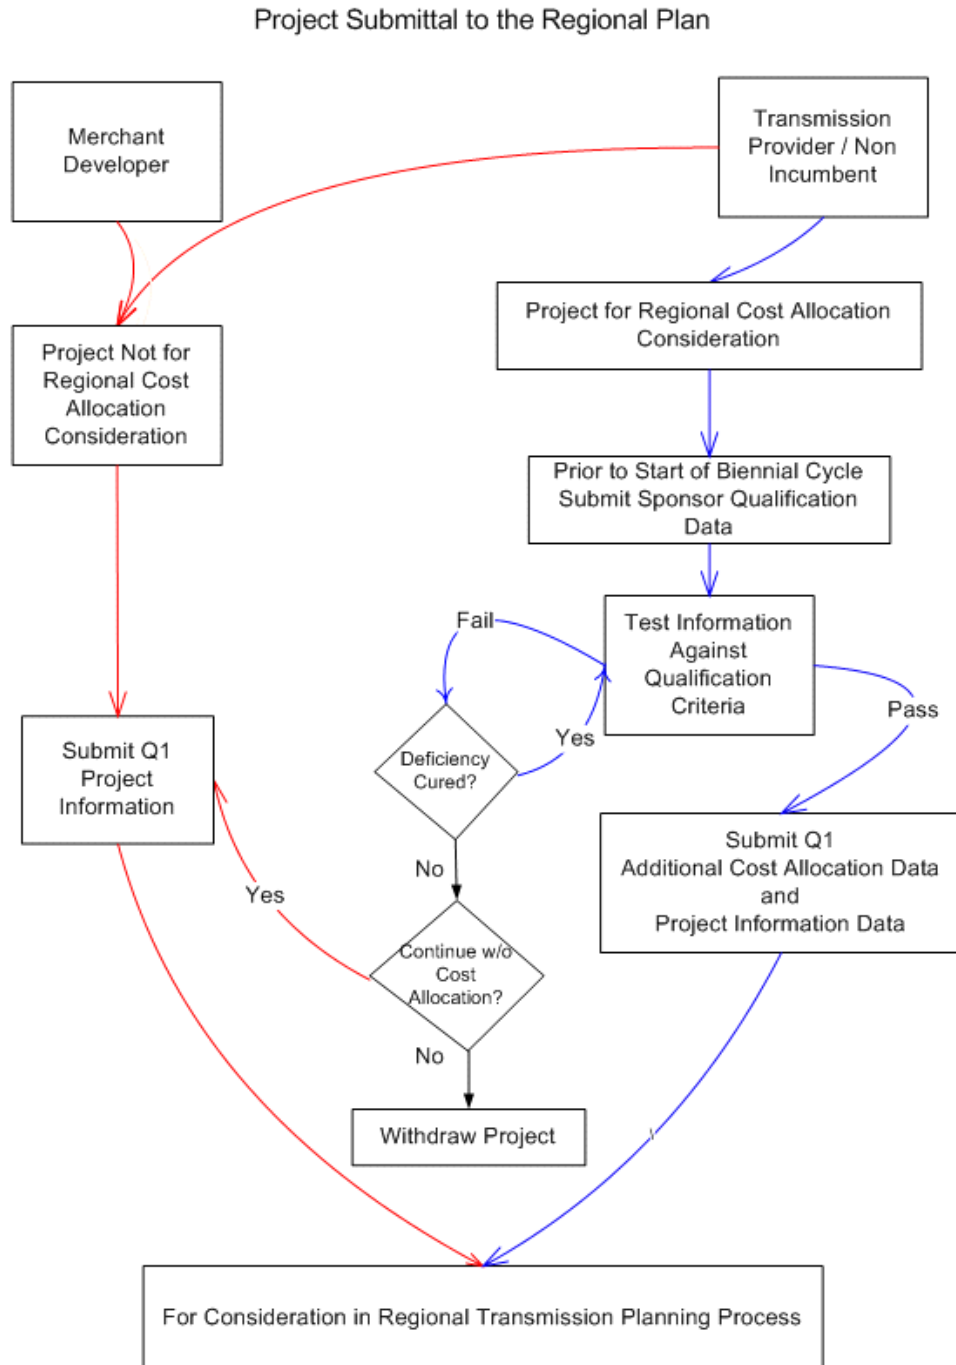 Project Submittal to the Regional Plan
Merchant
Developer
Transmission
Provider / Non
Incumbent
Project for Regional Cost Allocation
Consideration
Project Not for
Regional Cost
Allocation
Consideration
Prior to Start of Biennial Cycle
Submit Sponsor Qualification
Data
Test Information
Against
Qualification
Criteria
Fail
Pass
Yes
Deficiency
Cured?
Submit Q1
Project
Information
Submit Q1
Additional Cost Allocation Data
and
Project Information Data
No
Yes
Continue w/o
Cost
Allocation?
No
Withdraw Project
For Consideration in Regional Transmission Planning Process